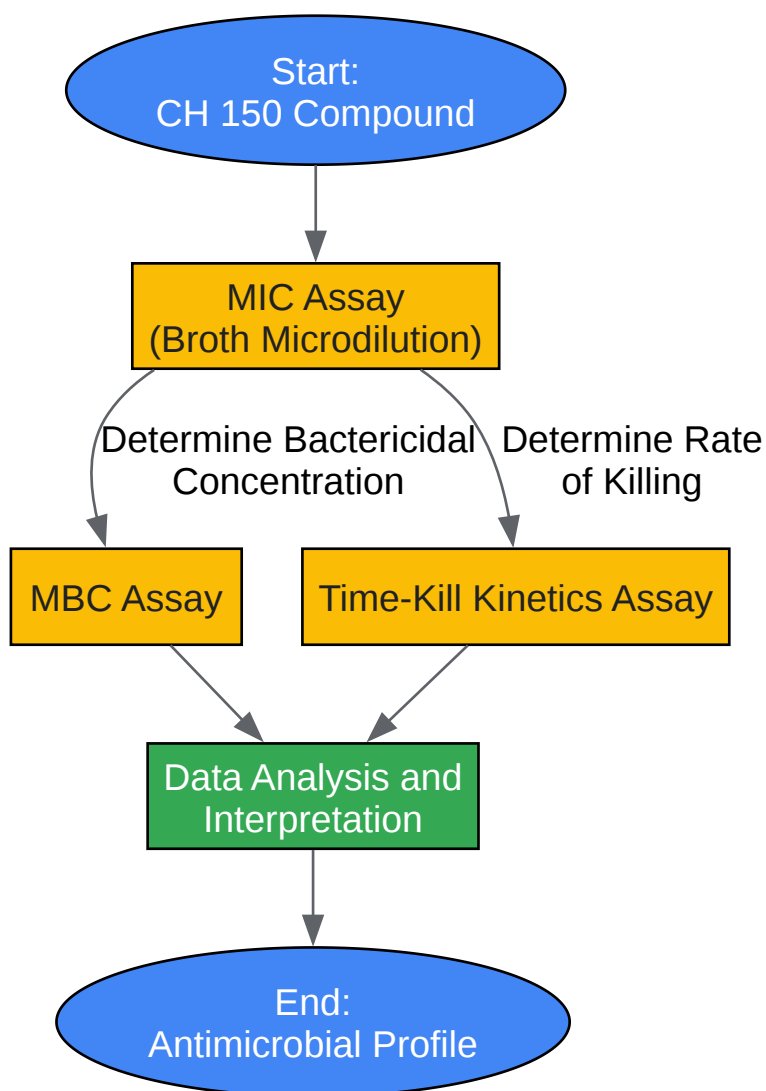 Start:
CH 150 Compound
MIC Assay
(Broth Microdilution)
Determine Bactericidal
Concentration
Determine Rate
of Killing
MBC Assay
Time-Kill Kinetics Assay
Data Analysis and
Interpretation
End:
Antimicrobial Profile